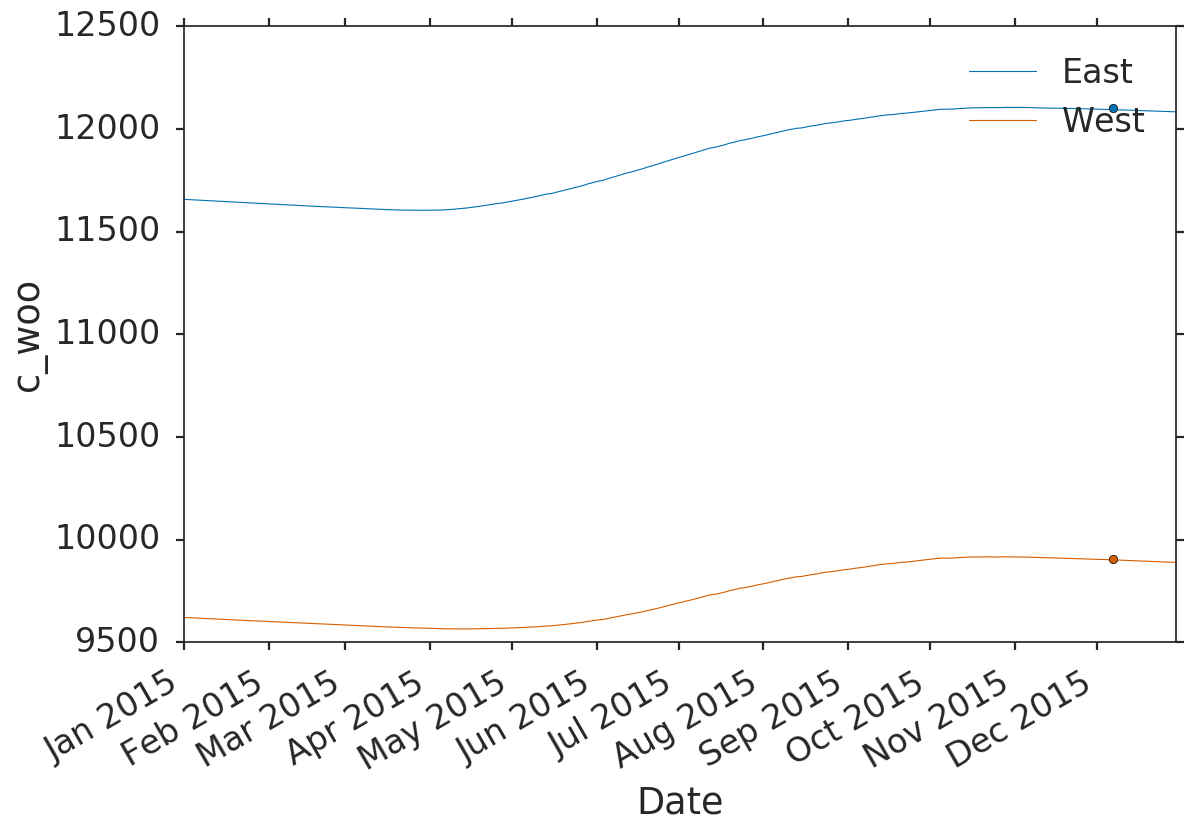 12500
12000
11500
11000
10500
10000
9500
c_woo
East
West
Jan 2015
Feb 2015
Mar 2015
Apr 2015
May 2015
Jun 2015
Jul 2015
Aug 2015
Sep 2015
Oct 2015
Nov 2015
Dec 2015
Date